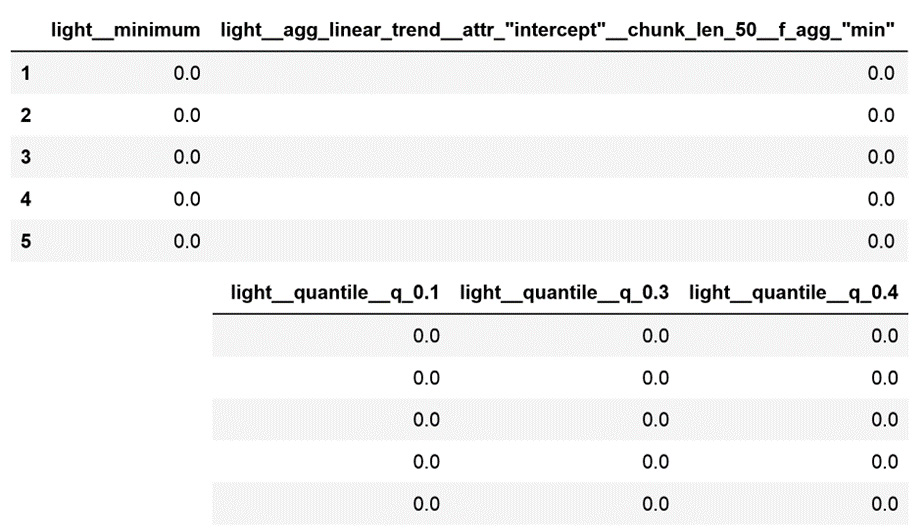 light__minimum light__agg_linear_trend__attr_"intercept"__chunk_len_50__f_agg_"min"
1 0.0 0.0
2 0.0 0.0
3 0.0 0.0
4 0.0 0.0
5 0.0 0.0
light__quantile__q_0.1 light__quantile__q_0.3 light__quantile__q_0.4
0.0 0.0 0.0
0.0 0.0 0.0
0.0 0.0 0.0
0.0 0.0 0.0
0.0 0.0 0.0